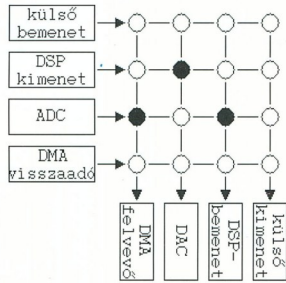 külső
bemenet
DSP
kimenet
ADC
DMA
visszaadó
DMA
felvevő
DAC
DSP-
bemenet
külső
kimenet